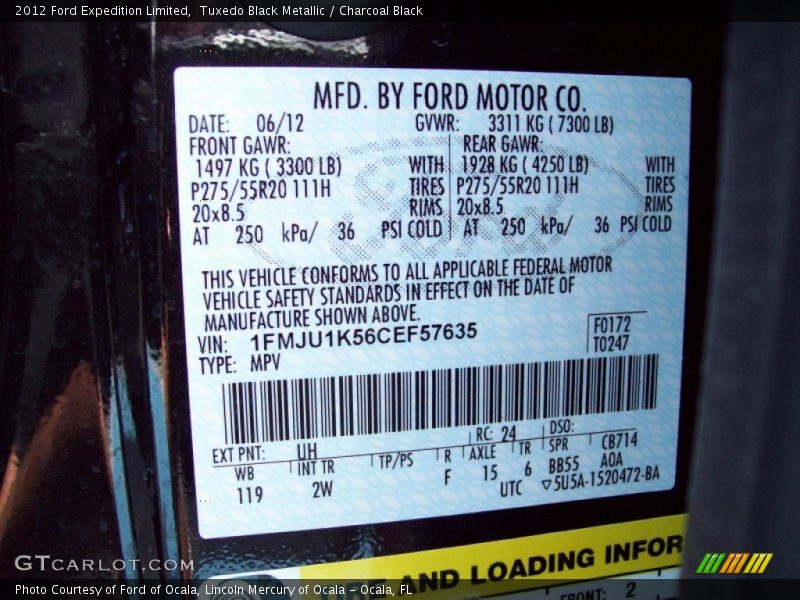 2012 Ford Expedition Limited, Tuxedo Black Metallic / Charcoal Black
MFD. BY FORD MOTOR CO.
DATE: 06/12 GVWR: 3311 KG ( 7300 LB)
FRONT GAWR: REAR GAWR:
1497 KG ( 3300 LB) WITH 1928 KG ( 4250 LB) WITH
P275/55R20 111H TIRES P275/55R20 111H TIRES
20x8.5 RIMS 20x8.5 RIMS
AT 250 kPa/ 36 PSI COLD AT 250 kPa/ 36 PSI COLD
THIS VEHICLE CONFORMS TO ALL APPLICABLE FEDERAL MOTOR
VEHICLE SAFETY STANDARDS IN EFFECT ON THE DATE OF
MANUFACTURE SHOWN ABOVE.
VIN: 1FMJU1K56CEF57635 F0172
TYPE: MPV T0247
EXT PNT: UH RC: 24 DSO:
WB INT TR TP/PS R AXLE TR SPR CB714
119 2W F 15 6 BB55 AOA
UTC ▽5U5A-1520472-BA
AND LOADING INFOR
FRONT: 2
GTCARLOT.COM
Photo Courtesy of Ford of Ocala, Lincoln Mercury of Ocala – Ocala, FL